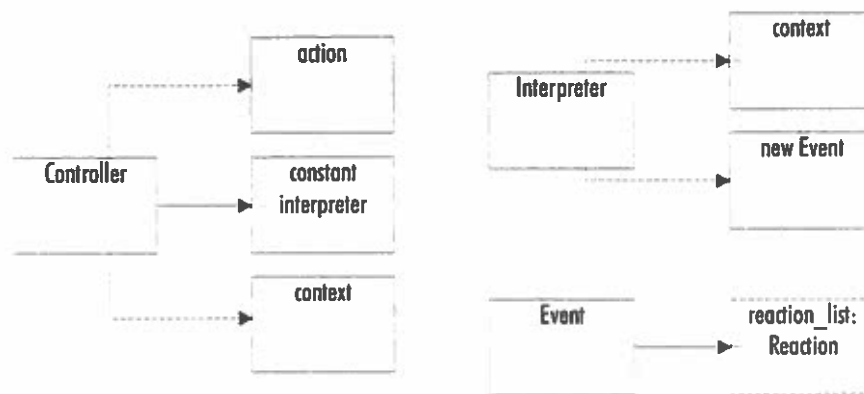 action
Controller
constant
interpreter
context
context
Interpreter
new Event
Event
reaction_list:
Reaction